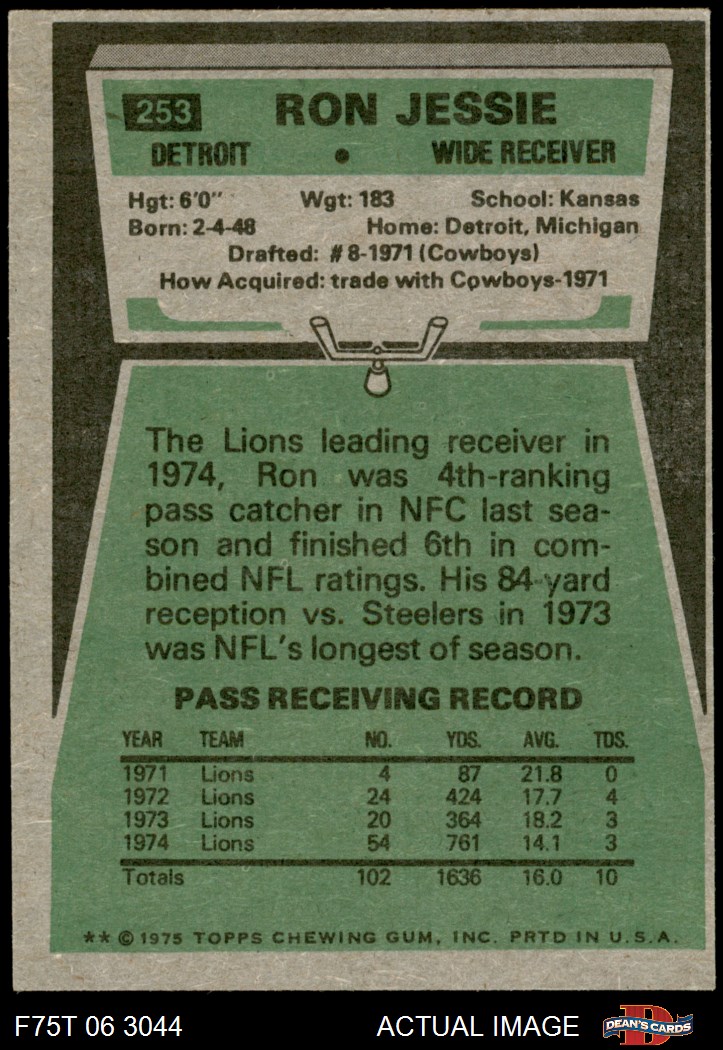 253 RON JESSIE
DETROIT • WIDE RECEIVER
Hgt: 6'0" Wgt: 183 School: Kansas
Born: 2-4-48 Home: Detroit, Michigan
Drafted: #8-1971 (Cowboys)
How Acquired: trade with Cowboys-1971
The Lions leading receiver in
1974, Ron was 4th-ranking
pass catcher in NFC last sea-
son and finished 6th in com-
bined NFL ratings. His 84-yard
reception vs. Steelers in 1973
was NFL's longest of season.
PASS RECEIVING RECORD
YEAR TEAM NO. YDS. AVG. TDS.
1971 Lions 4 87 21.8 0
1972 Lions 24 424 17.7 4
1973 Lions 20 364 18.2 3
1974 Lions 54 761 14.1 3
Totals 102 1636 16.0 10
** © 1975 TOPPS CHEWING GUM, INC. PRTD IN U.S.A.
F75T 06 3044 ACTUAL IMAGE D DEAN'S CARDS